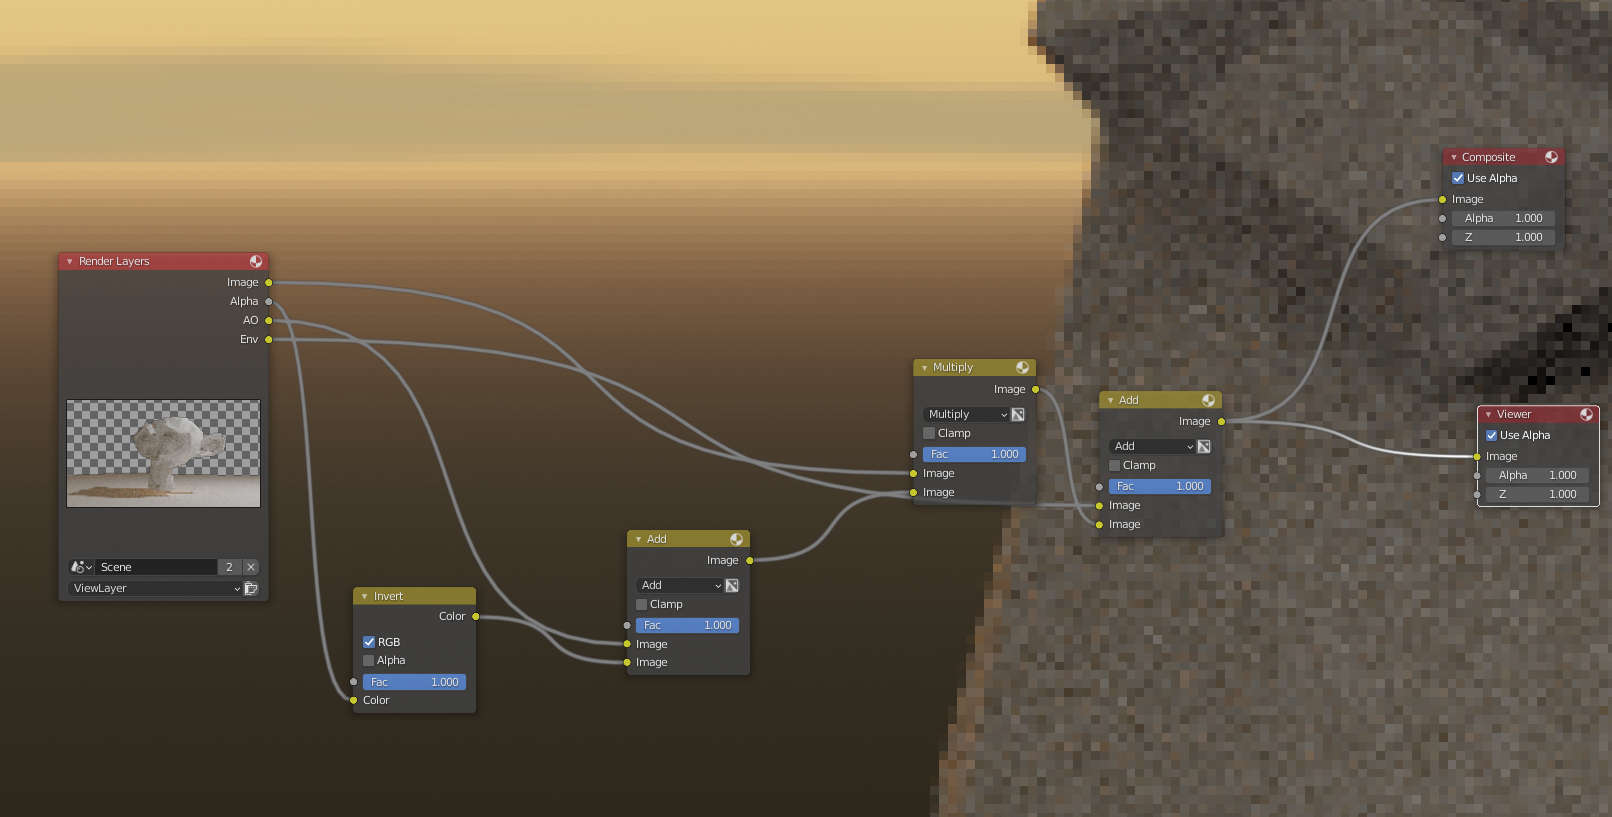 Render Layers
Image
Alpha
AO
Env
Scene 2
ViewLayer
Invert
Color
RGB
Alpha
Fac 1.000
Color
Add
Image
Add
Clamp
Fac 1.000
Image
Image
Multiply
Image
Multiply
Clamp
Fac 1.000
Image
Image
Add
Image
Add
Clamp
Fac 1.000
Image
Image
Composite
Use Alpha
Image
Alpha 1.000
Z 1.000
Viewer
Use Alpha
Image
Alpha 1.000
Z 1.000